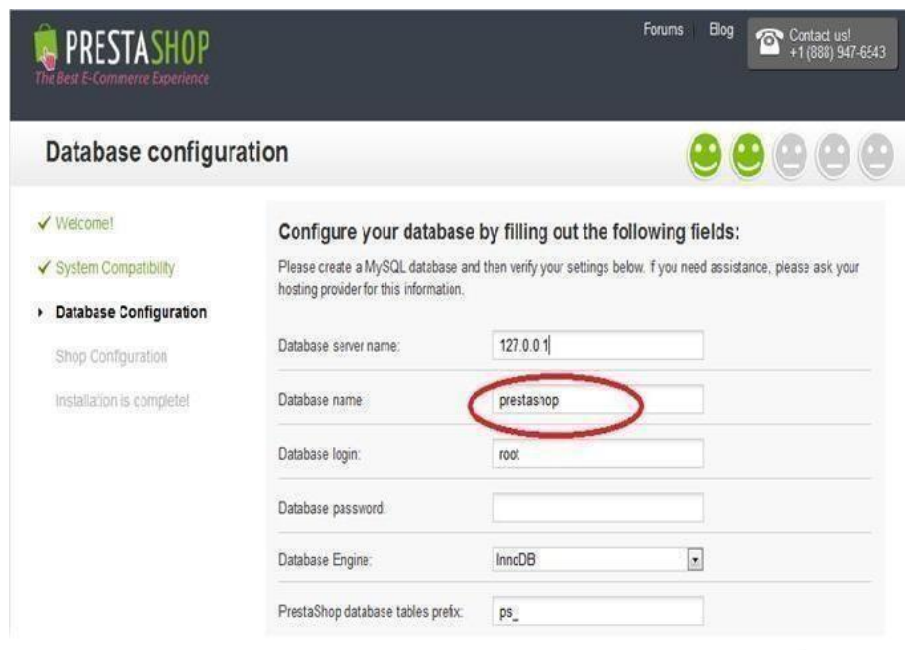 PRESTASHOP
The Best E-Commerce Experience
Forums
Blog
Contact us!
+1 (888) 947-6543
Database configuration
Welcome!
System Compatibility
Database Configuration
Shop Configuration
Installation is complete!
Configure your database by filling out the following fields:
Please create a MySQL database and then verify your settings below. If you need assistance, please ask your
hosting provider for this information.
Database server name: 127.0.0.1
Database name prestashop
Database login: root
Database password:
Database Engine: InnoDB
PrestaShop database tables prefix: ps_